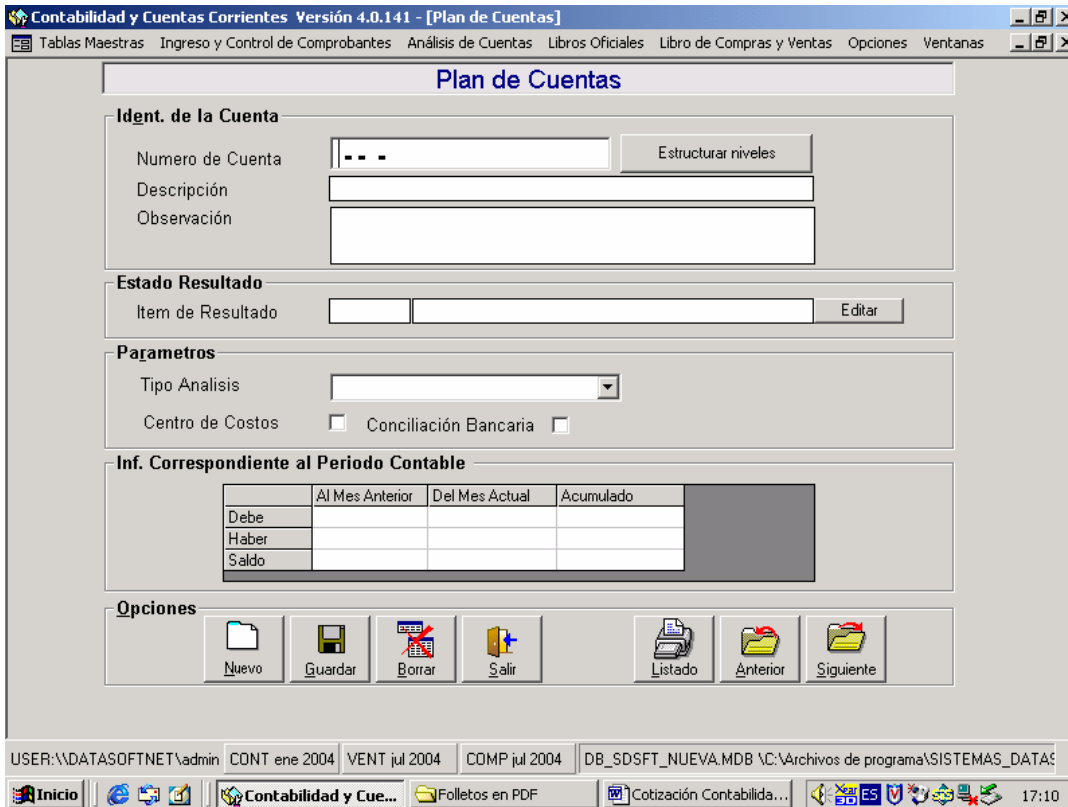 Contabilidad y Cuentas Corrientes Versión 4.0.141 - [Plan de Cuentas]
Tablas Maestras Ingreso y Control de Comprobantes Análisis de Cuentas Libros Oficiales Libro de Compras y Ventas Opciones Ventanas
Plan de Cuentas
Ident. de la Cuenta
Numero de Cuenta - - - Estructurar niveles
Descripción
Observación
Estado Resultado
Item de Resultado Editar
Parametros
Tipo Analisis
Centro de Costos Conciliación Bancaria
Inf. Correspondiente al Periodo Contable
Al Mes Anterior Del Mes Actual Acumulado
Debe
Haber
Saldo
Opciones
Nuevo Guardar Borrar Salir Listado Anterior Siguiente
USER:\\DATASOFTNET\admin CONT ene 2004 VENT jul 2004 COMP jul 2004 DB_SDSFT_NUEVA.MDB \C:\Archivos de programa\SISTEMAS_DATAS
Inicio Contabilidad y Cue... Folletos en PDF Cotización Contabilida... ES 17:10